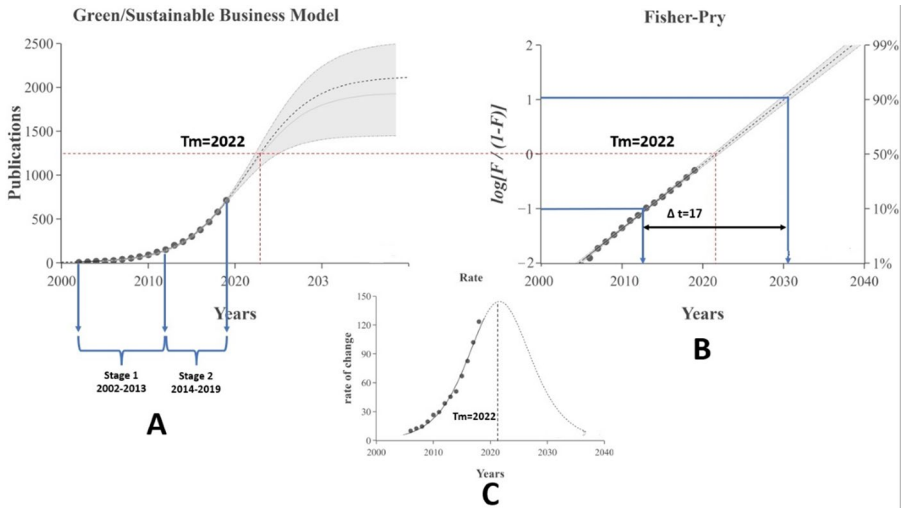 Green/Sustainable Business Model
Publications
2500
2000
1500
1000
500
0
Tm=2022
2000
2010
2020
203
Years
Stage 1
2002-2013
Stage 2
2014-2019
A
Fisher-Pry
log[F / (1-F)]
2
1
0
−1
−2
99%
90%
50%
10%
1%
Tm=2022
Δ t=17
2000
2010
2020
2030
2040
Years
B
Rate
rate of change
150
120
90
60
30
0
Tm=2022
2000
2010
2020
2030
2040
Years
C